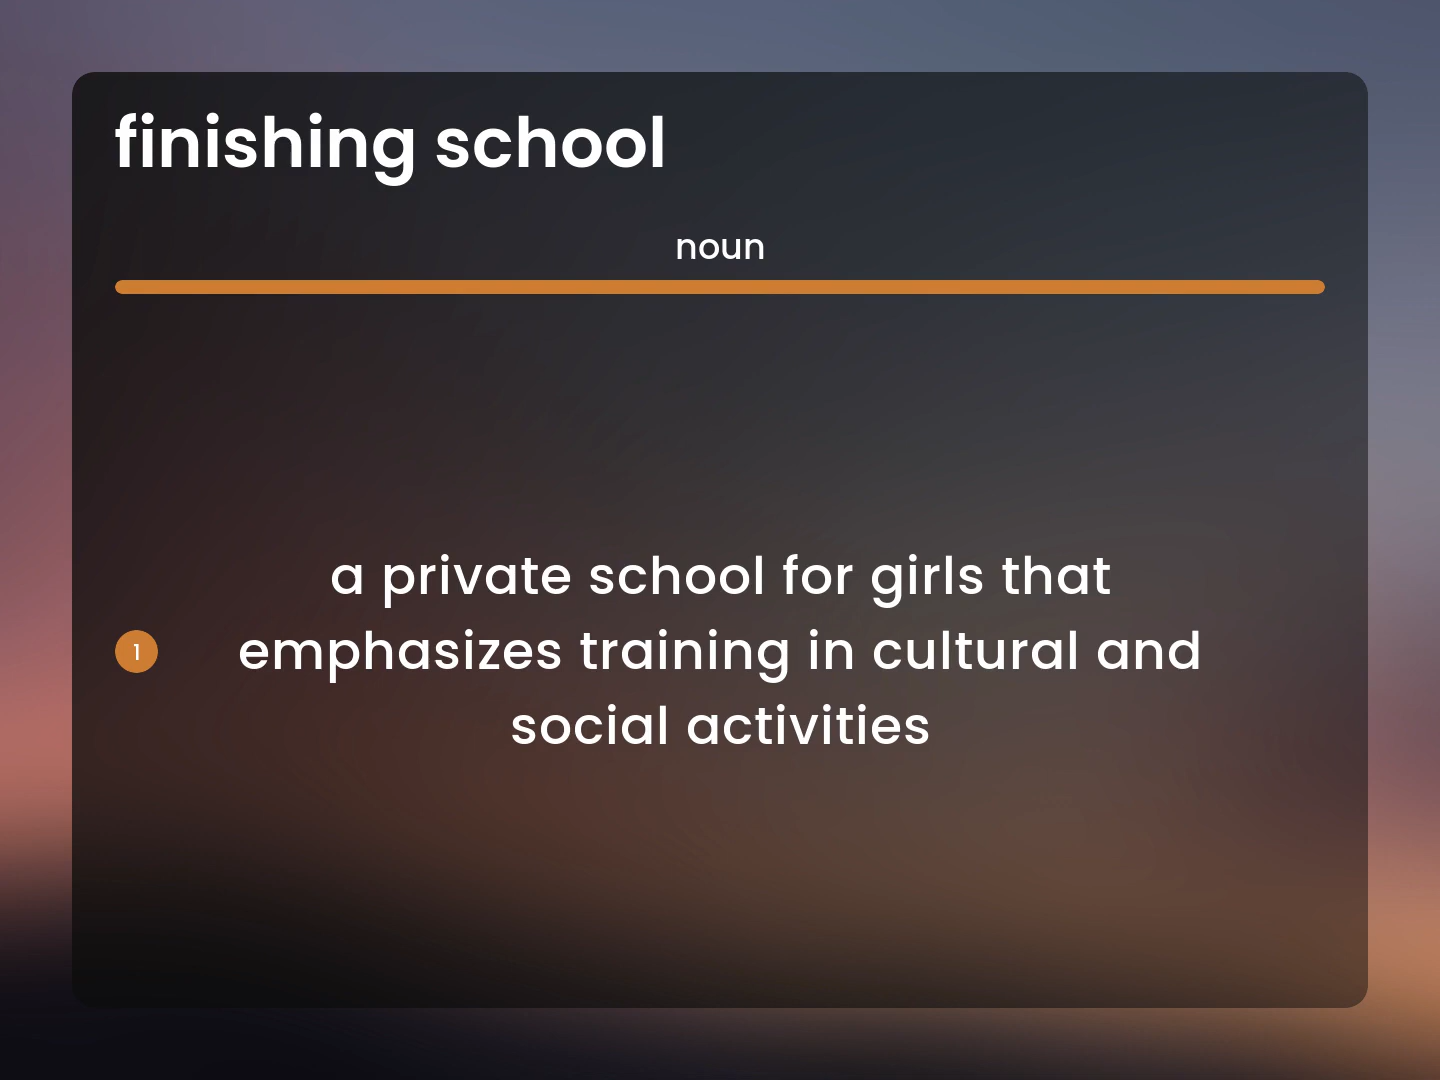 finishing school
noun
a private school for girls that
1 emphasizes training in cultural and
social activities